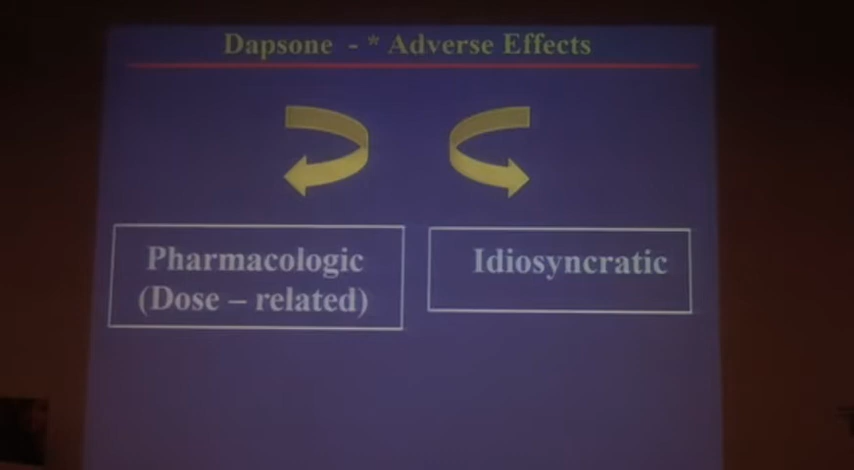 Dapsone - * Adverse Effects
Pharmacologic
(Dose – related)
Idiosyncratic